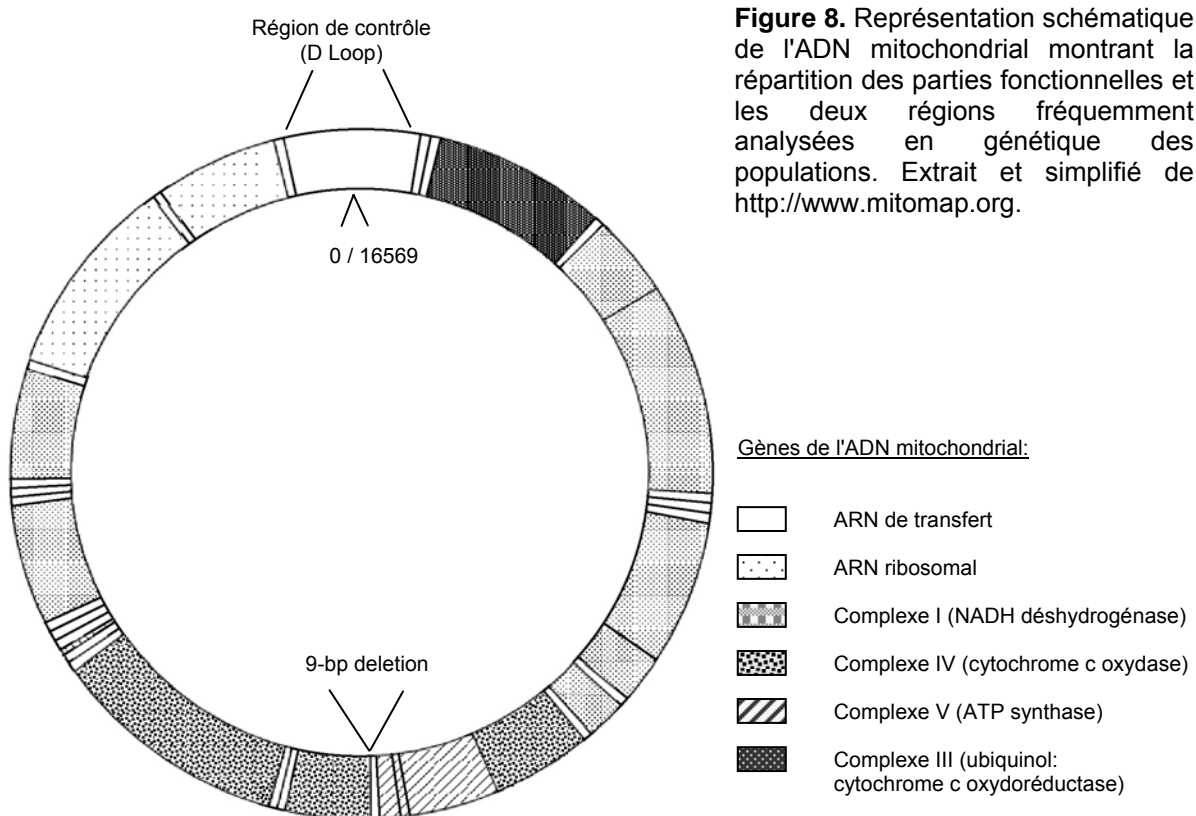 Région de contrôle
(D Loop)
0 / 16569
9-bp deletion
Figure 8. Représentation schématique
de l'ADN mitochondrial montrant la
répartition des parties fonctionnelles et
les deux régions fréquemment
analysées en génétique des
populations. Extrait et simplifié de
http://www.mitomap.org.
Gènes de l'ADN mitochondrial:
ARN de transfert
ARN ribosomal
Complexe I (NADH déshydrogénase)
Complexe IV (cytochrome c oxydase)
Complexe V (ATP synthase)
Complexe III (ubiquinol:
cytochrome c oxydoréductase)